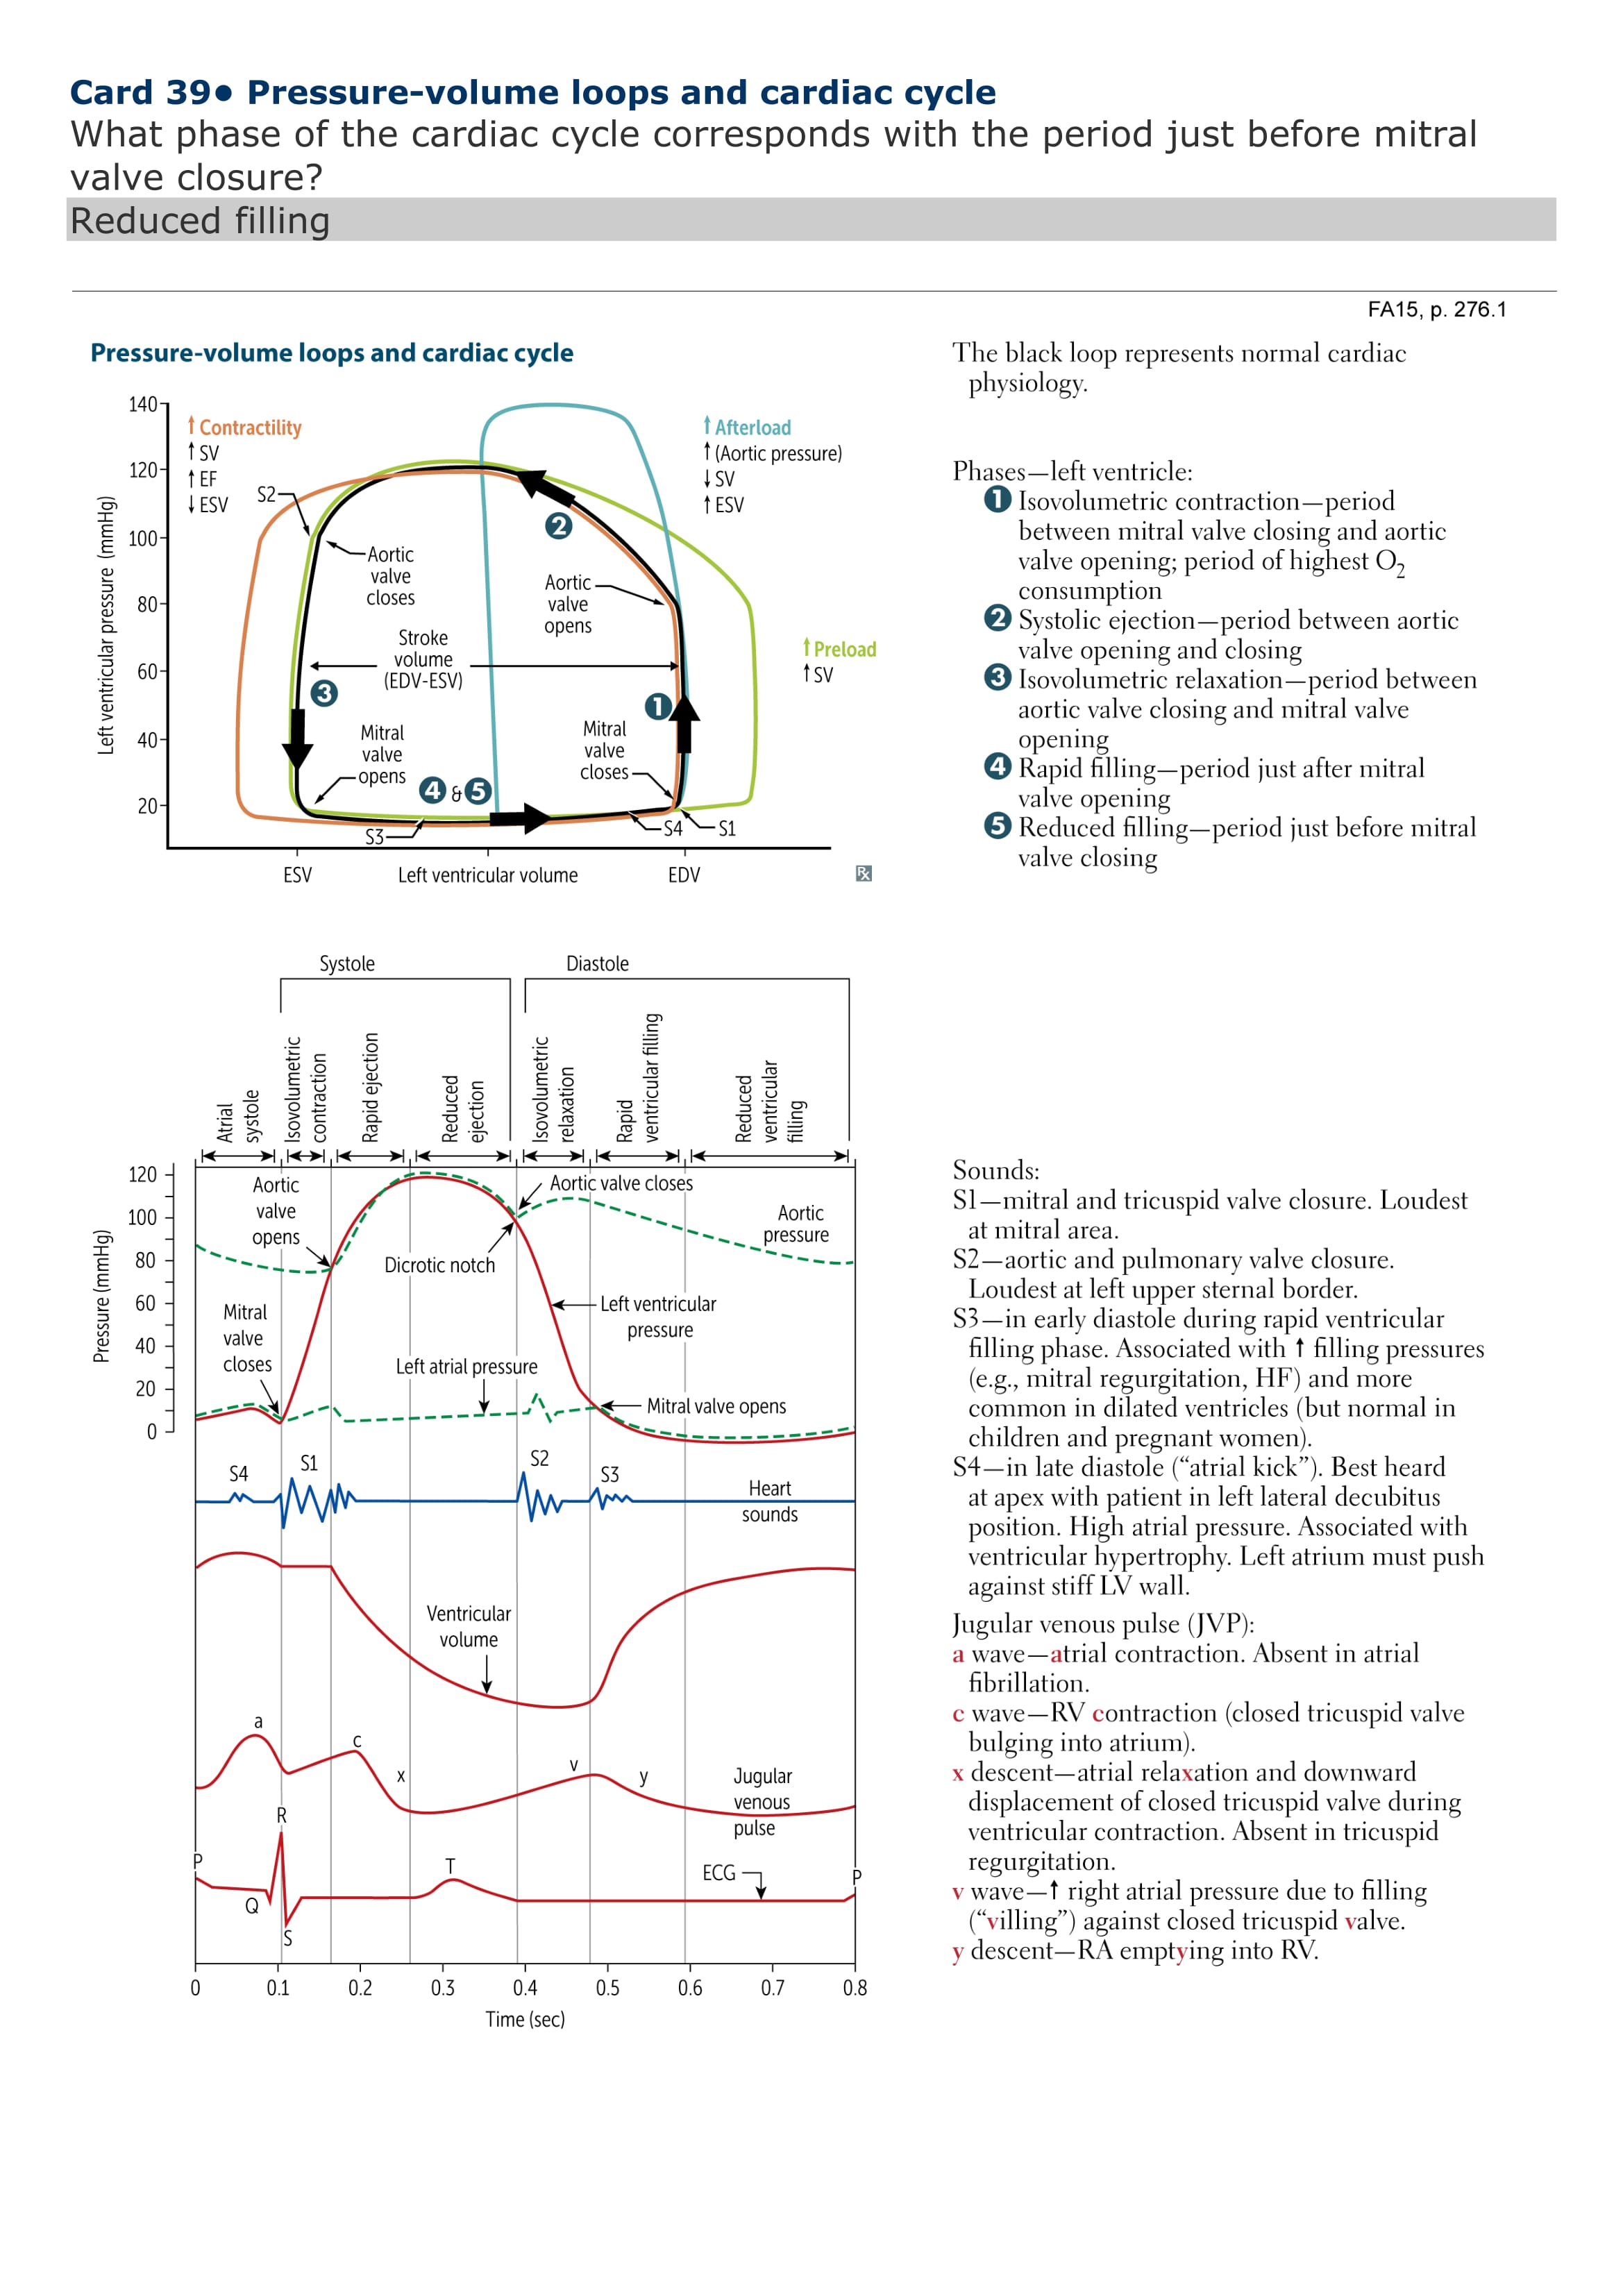 Card 39● Pressure-volume loops and cardiac cycle
What phase of the cardiac cycle corresponds with the period just before mitral
valve closure?
Reduced filling
FA15, p. 276.1
Pressure-volume loops and cardiac cycle
Left ventricular pressure (mmHg)
140
120
100
80
60
40
20
↑ Contractility
↑ SV
↑ EF
↓ ESV
S2
Aortic
valve
closes
Stroke
volume
(EDV-ESV)
3
Mitral
valve
opens
4 & 5
S3
2
Aortic
valve
opens
1
Mitral
valve
closes
S4
S1
↑ Afterload
↑ (Aortic pressure)
↓ SV
↑ ESV
↑ Preload
↑ SV
ESV
Left ventricular volume
EDV
Rx
The black loop represents normal cardiac
physiology.
Phases—left ventricle:
1 Isovolumetric contraction—period
between mitral valve closing and aortic
valve opening; period of highest O2
consumption
2 Systolic ejection—period between aortic
valve opening and closing
3 Isovolumetric relaxation—period between
aortic valve closing and mitral valve
opening
4 Rapid filling—period just after mitral
valve opening
5 Reduced filling—period just before mitral
valve closing
Systole
Diastole
Atrial
systole
Isovolumetric
contraction
Rapid ejection
Reduced
ejection
Isovolumetric
relaxation
Rapid
ventricular filling
Reduced
ventricular
filling
Pressure (mmHg)
120
100
80
60
40
20
0
Aortic
valve
opens
Aortic valve closes
Aortic
pressure
Dicrotic notch
Mitral
valve
closes
Left ventricular
pressure
Left atrial pressure
Mitral valve opens
S4
S1
S2
S3
Heart
sounds
Ventricular
volume
a
c
x
v
y
Jugular
venous
pulse
P
Q
R
S
T
ECG
P
0
0.1
0.2
0.3
0.4
0.5
0.6
0.7
0.8
Time (sec)
Sounds:
S1—mitral and tricuspid valve closure. Loudest
at mitral area.
S2—aortic and pulmonary valve closure.
Loudest at left upper sternal border.
S3—in early diastole during rapid ventricular
filling phase. Associated with ↑ filling pressures
(e.g., mitral regurgitation, HF) and more
common in dilated ventricles (but normal in
children and pregnant women).
S4—in late diastole (“atrial kick”). Best heard
at apex with patient in left lateral decubitus
position. High atrial pressure. Associated with
ventricular hypertrophy. Left atrium must push
against stiff LV wall.
Jugular venous pulse (JVP):
a wave—atrial contraction. Absent in atrial
fibrillation.
c wave—RV contraction (closed tricuspid valve
bulging into atrium).
x descent—atrial relaxation and downward
displacement of closed tricuspid valve during
ventricular contraction. Absent in tricuspid
regurgitation.
v wave—↑ right atrial pressure due to filling
(“villing”) against closed tricuspid valve.
y descent—RA emptying into RV.